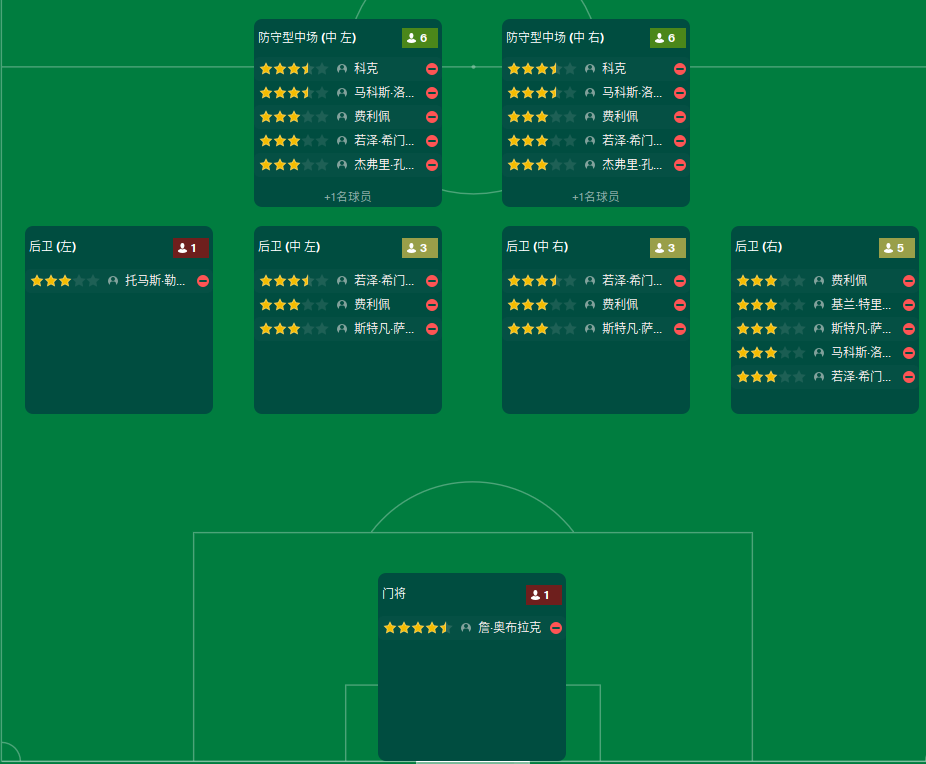 防守型中场 (中 左) 6
科克
马科斯·洛...
费利佩
若泽·希门...
杰弗里·孔...
+1名球员
防守型中场 (中 右) 6
科克
马科斯·洛...
费利佩
若泽·希门...
杰弗里·孔...
+1名球员
后卫 (左) 1
托马斯·勒...
后卫 (中 左) 3
若泽·希门...
费利佩
斯特凡·萨...
后卫 (中 右) 3
若泽·希门...
费利佩
斯特凡·萨...
后卫 (右) 5
费利佩
基兰·特里...
斯特凡·萨...
马科斯·洛...
若泽·希门...
门将 1
詹·奥布拉克